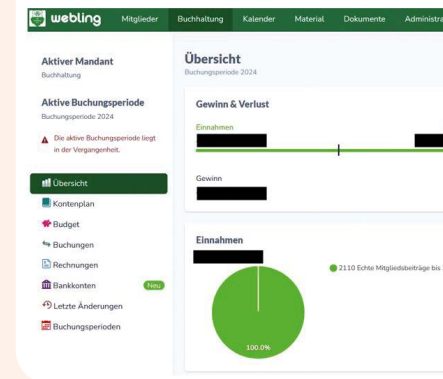 webling
Mitglieder
Buchhaltung
Kalender
Material
Dokumente
Administra
Aktiver Mandant
Buchhaltung
Aktive Buchungsperiode
Buchungsperiode 2024
Die aktive Buchungsperiode liegt
in der Vergangenheit.
Übersicht
Kontenplan
Budget
Buchungen
Rechnungen
Bankkonten
Neu
Letzte Änderungen
Buchungsperioden
Übersicht
Buchungsperiode 2024
Gewinn & Verlust
Einnahmen
Gewinn
Einnahmen
2110 Echte Mitgliedsbeiträge bis
100.0%